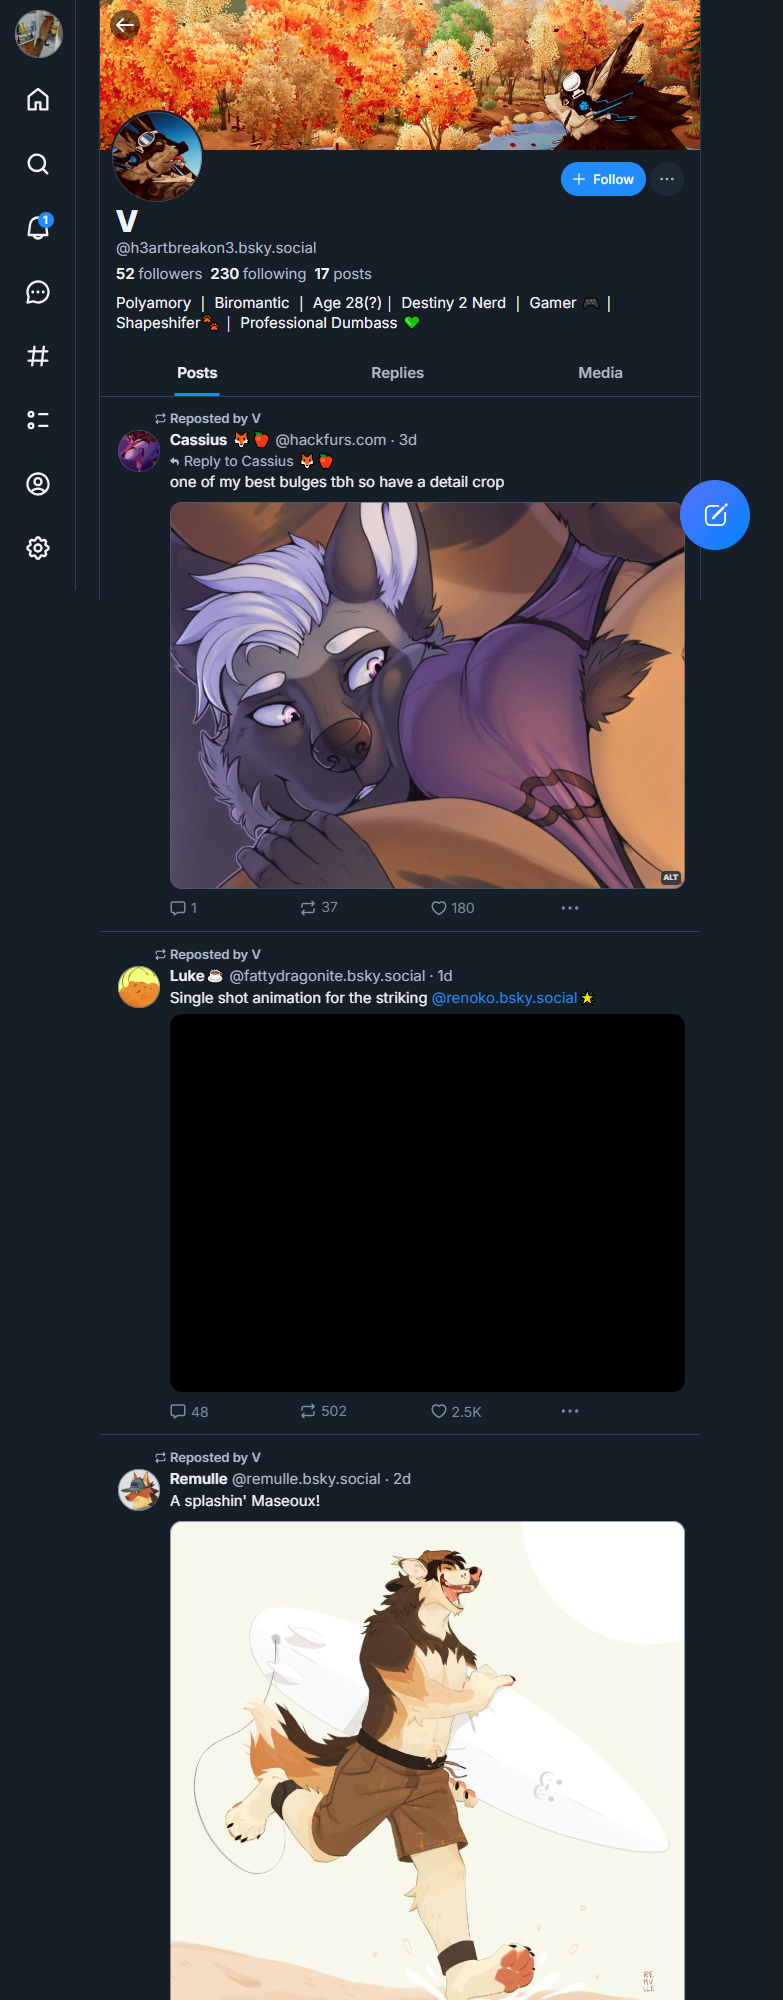 1
Follow
V
@h3artbreakon3.bsky.social
52 followers 230 following 17 posts
Polyamory | Biromantic | Age 28(?) | Destiny 2 Nerd | Gamer 🎮 |
Shapeshifer🐾 | Professional Dumbass 💚
Posts Replies Media
Reposted by V
Cassius 🦊 🍎 @hackfurs.com · 3d
Reply to Cassius 🦊 🍎
one of my best bulges tbh so have a detail crop
ALT
1 37 180
Reposted by V
Luke☕ @fattydragonite.bsky.social · 1d
Single shot animation for the striking @renoko.bsky.social ⭐
48 502 2.5K
Reposted by V
Remulle @remulle.bsky.social · 2d
A splashin' Maseoux!
RE
MU
LLE